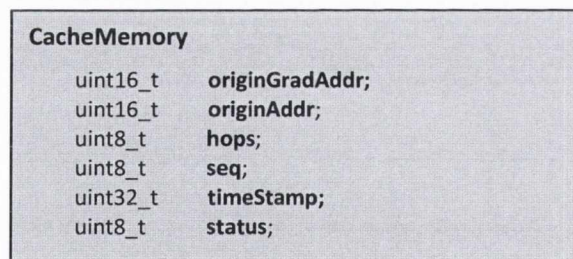 CacheMemory
uint16_t originGradAddr;
uint16_t originAddr;
uint8_t hops;
uint8_t seq;
uint32_t timeStamp;
uint8_t status;